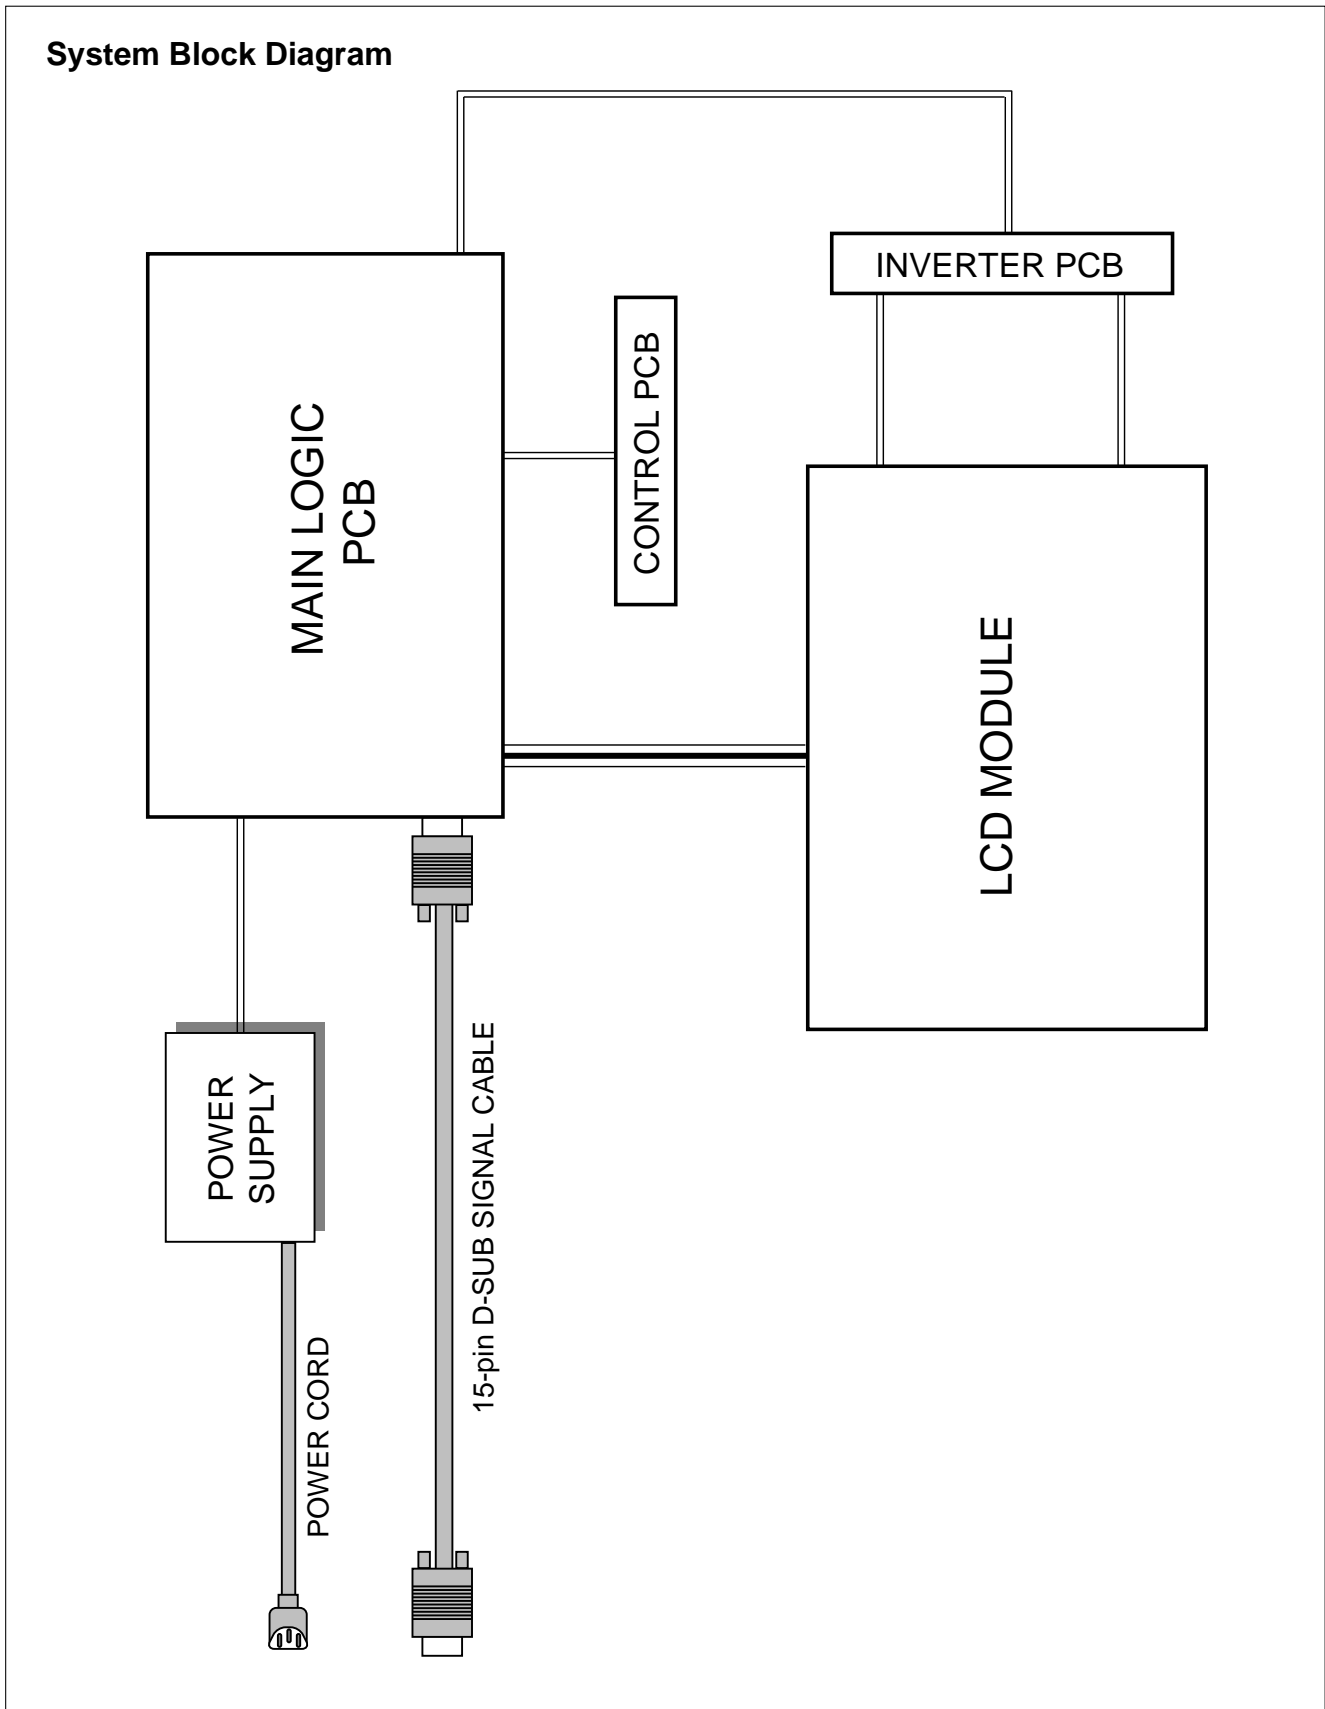 System Block Diagram
INVERTER PCB
CONTROL PCB
MAIN LOGIC
PCB
LCD MODULE
POWER
SUPPLY
15-pin D-SUB SIGNAL CABLE
POWER CORD